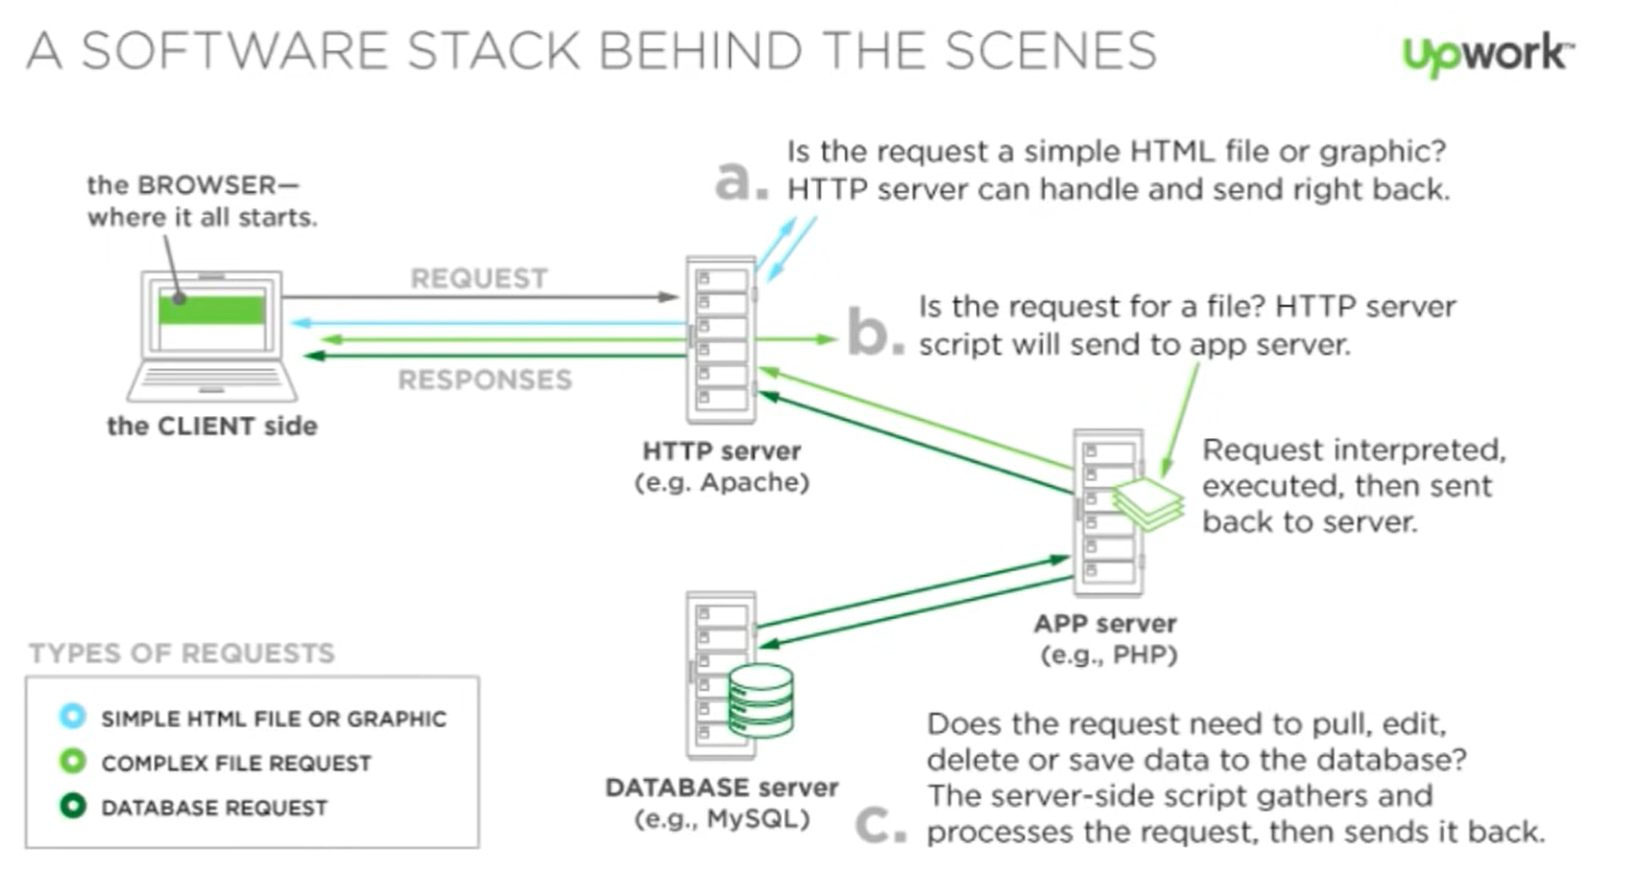 A SOFTWARE STACK BEHIND THE SCENES
Upwork™
the BROWSER—
where it all starts.
a.
Is the request a simple HTML file or graphic?
HTTP server can handle and send right back.
REQUEST
RESPONSES
the CLIENT side
b.
Is the request for a file? HTTP server
script will send to app server.
HTTP server
(e.g. Apache)
Request interpreted,
executed, then sent
back to server.
APP server
(e.g., PHP)
TYPES OF REQUESTS
SIMPLE HTML FILE OR GRAPHIC
COMPLEX FILE REQUEST
DATABASE REQUEST
DATABASE server
(e.g., MySQL)
c.
Does the request need to pull, edit,
delete or save data to the database?
The server-side script gathers and
processes the request, then sends it back.